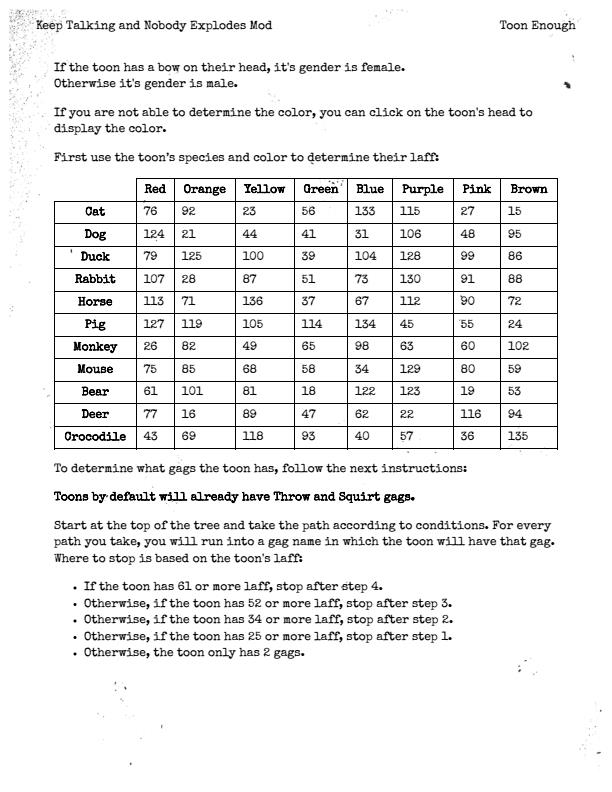 Keep Talking and Nobody Explodes Mod Toon Enough
If the toon has a bow on their head, it's gender is female.
Otherwise it's gender is male.
If you are not able to determine the color, you can click on the toon's head to
display the color.
First use the toon's species and color to determine their laff:
Red Orange Yellow Green Blue Purple Pink Brown
Cat 76 92 23 56 133 115 27 15
Dog 124 21 44 41 31 106 48 95
Duck 79 125 100 39 104 128 99 86
Rabbit 107 28 87 51 73 130 91 88
Horse 113 71 136 37 67 112 90 72
Pig 127 119 105 114 134 45 55 24
Monkey 26 82 49 65 98 63 60 102
Mouse 75 85 68 58 34 129 80 59
Bear 61 101 81 18 122 123 19 53
Deer 77 16 89 47 62 22 116 94
Crocodile 43 69 118 93 40 57 36 135
To determine what gags the toon has, follow the next instructions:
Toons by default will already have Throw and Squirt gags.
Start at the top of the tree and take the path according to conditions. For every
path you take, you will run into a gag name in which the toon will have that gag.
Where to stop is based on the toon's laff:
• If the toon has 61 or more laff, stop after step 4.
• Otherwise, if the toon has 52 or more laff, stop after step 3.
• Otherwise, if the toon has 34 or more laff, stop after step 2.
• Otherwise, if the toon has 25 or more laff, stop after step 1.
• Otherwise, the toon only has 2 gags.